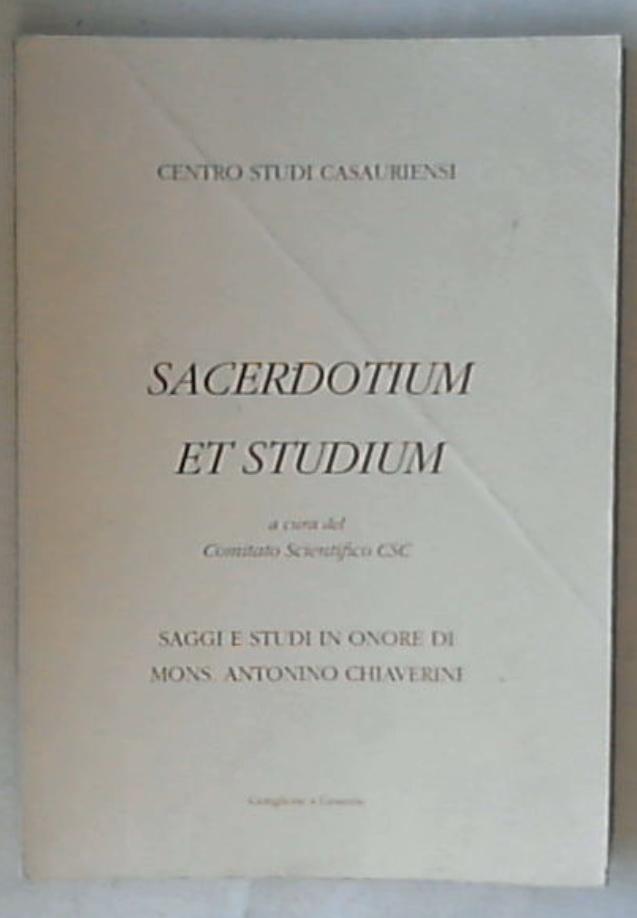 CENTRO STUDI CASAURIENSI
SACERDOTIUM
ET STUDIUM
a cura del
Comitato Scientifico CSC
SAGGI E STUDI IN ONORE DI
MONS. ANTONINO CHIAVERINI
a